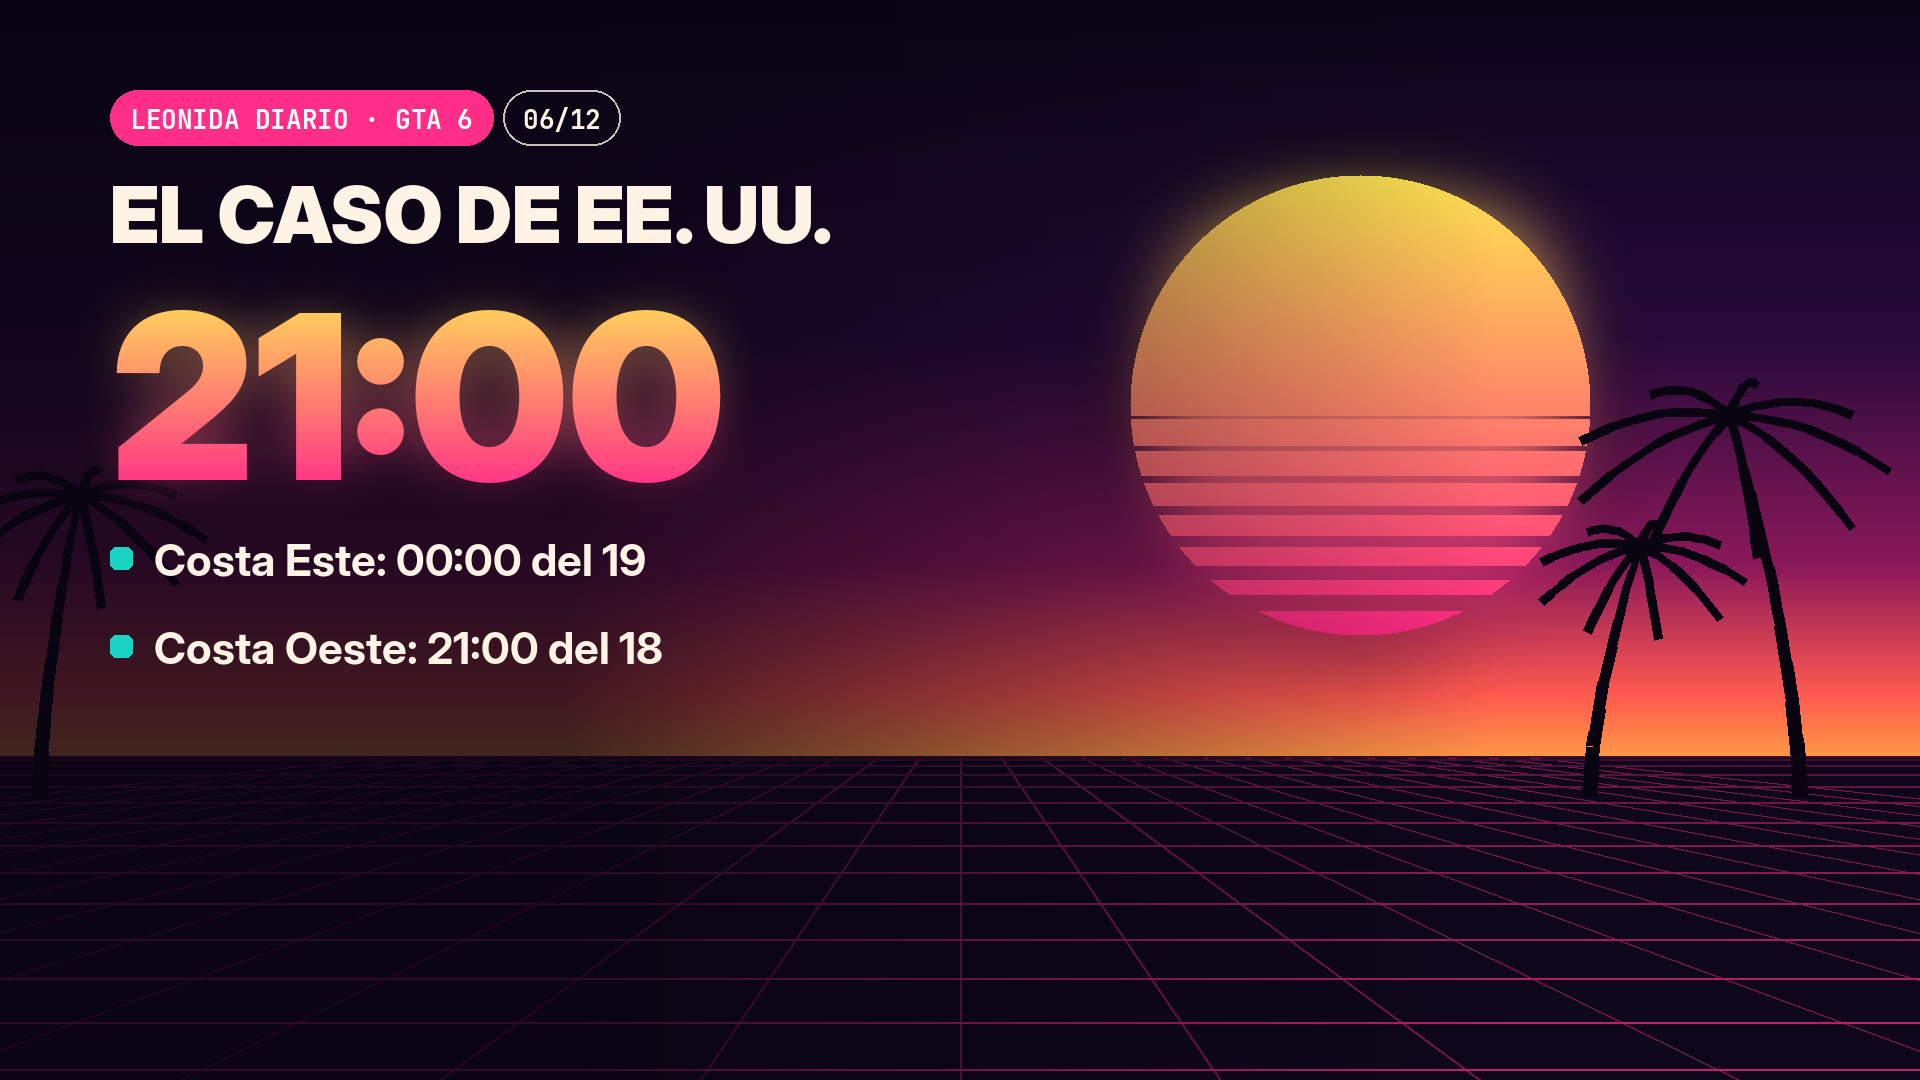 LEONIDA DIARIO · GTA 6
06/12
EL CASO DE EE. UU.
21:00
Costa Este: 00:00 del 19
Costa Oeste: 21:00 del 18